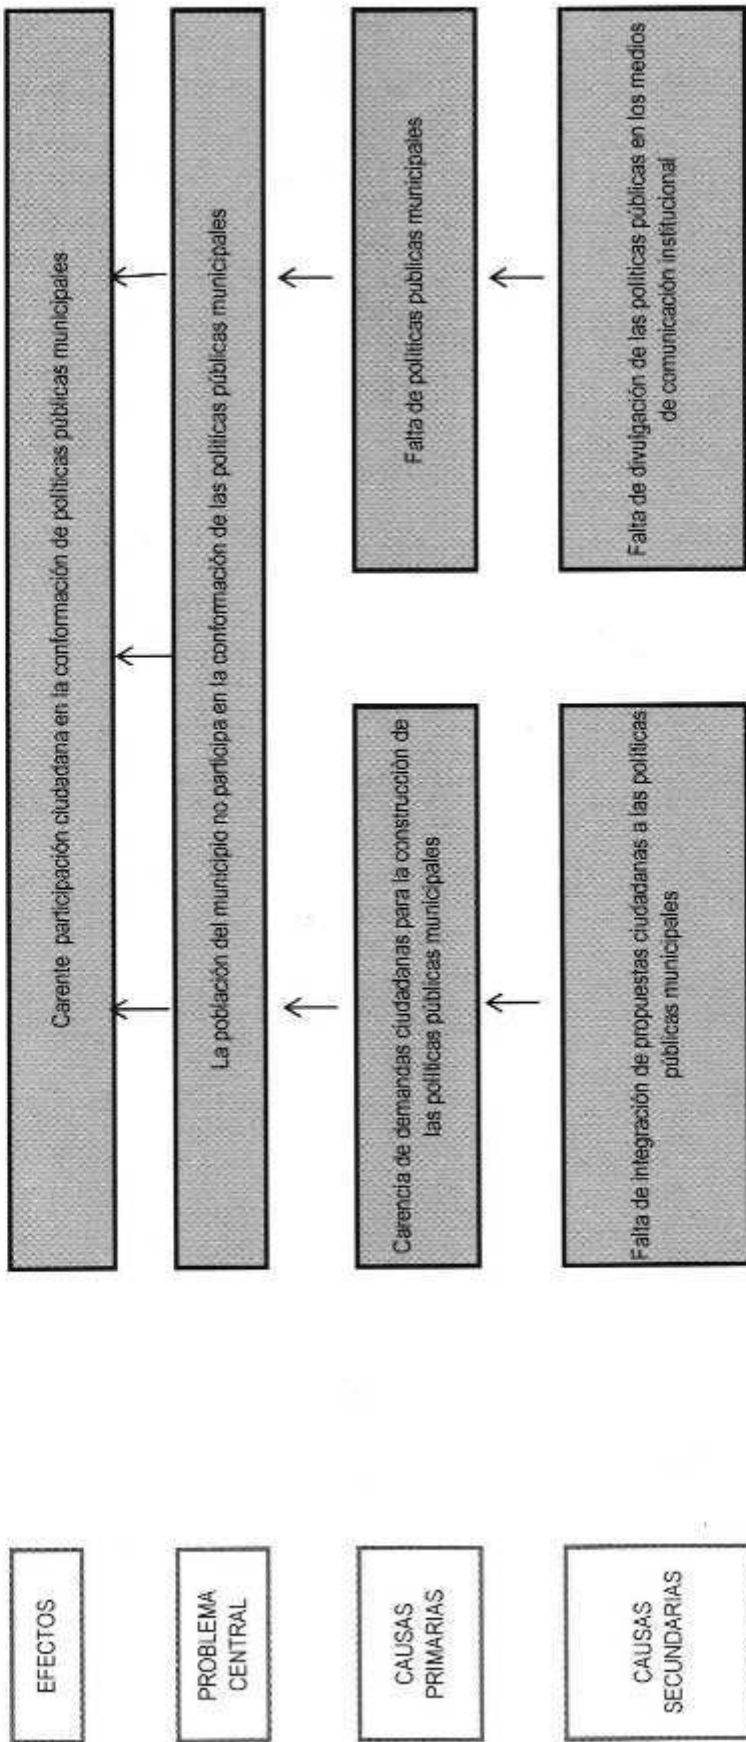 EFECTOS
Carente participación ciudadana en la conformación de políticas públicas municipales
PROBLEMA
CENTRAL
La población del municipio no participa en la conformación de las políticas públicas municipales
CAUSAS
PRIMARIAS
Carencia de demandas ciudadanas para la construcción de
las políticas públicas municipales
Falta de políticas publicas municipales
CAUSAS
SECUNDARIAS
Falta de integración de propuestas ciudadanas a las políticas
públicas municipales
Falta de divulgación de las políticas públicas en los medios
de comunicación institucional